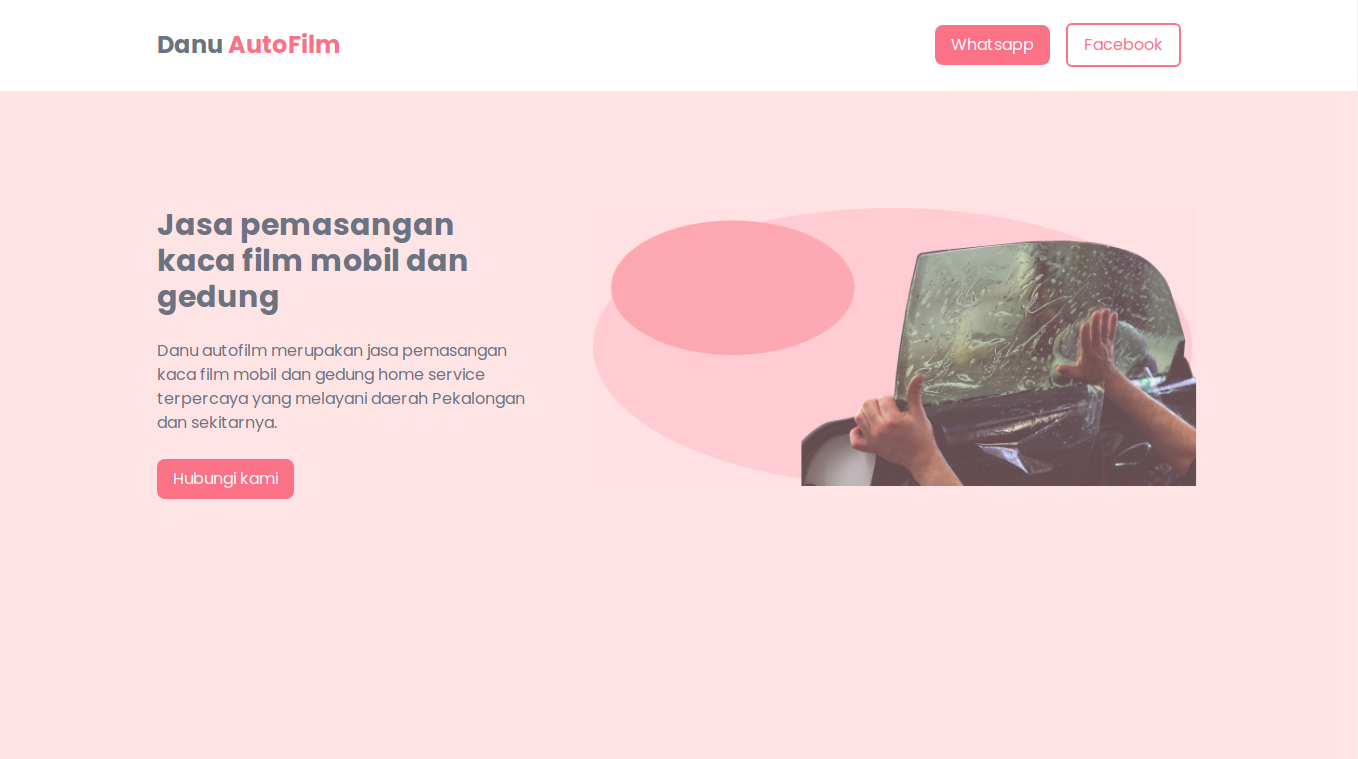 Danu AutoFilm
Whatsapp
Facebook
Jasa pemasangan
kaca film mobil dan
gedung
Danu autofilm merupakan jasa pemasangan
kaca film mobil dan gedung home service
terpercaya yang melayani daerah Pekalongan
dan sekitarnya.
Hubungi kami